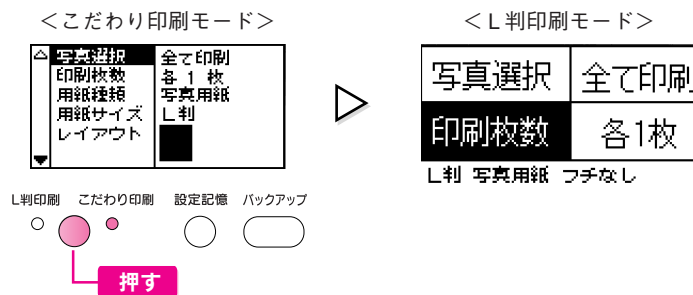 ＜こだわり印刷モード＞
写真選択 全て印刷
印刷枚数 各 1 枚
用紙種類 写真用紙
用紙サイズ L判
レイアウト
L判印刷 こだわり印刷 設定記憶 バックアップ
押す
＜L判印刷モード＞
写真選択 全て印刷
印刷枚数 各1枚
L判 写真用紙 フチなし